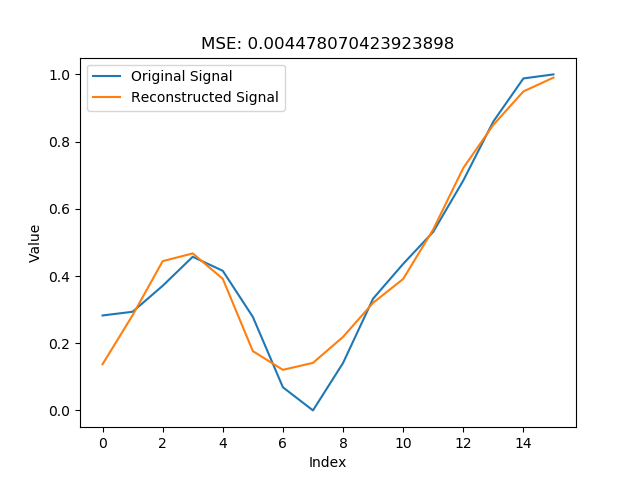 MSE: 0.004478070423923898
Original Signal
Reconstructed Signal
1.0
0.8
0.6
0.4
0.2
0.0
Value
0 2 4 6 8 10 12 14
Index